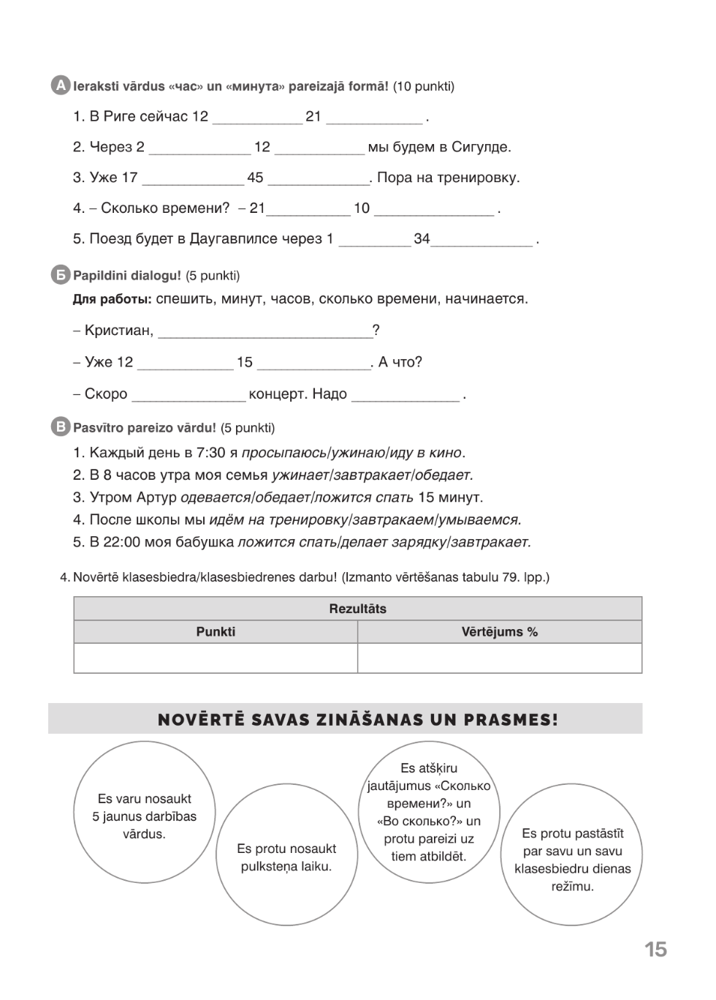 А Ieraksti vārdus «час» un «минута» pareizajā formā! (10 punkti)
1. В Риге сейчас 12 ____________ 21 _____________ .
2. Через 2 ______________ 12 ____________ мы будем в Сигулде.
3. Уже 17 ______________ 45 ______________. Пора на тренировку.
4. – Сколько времени? – 21___________ 10 ________________ .
5. Поезд будет в Даугавпилсе через 1 __________ 34______________ .
Б Papildini dialogu! (5 punkti)
Для работы: спешить, минут, часов, сколько времени, начинается.
– Кристиан, _____________________________?
– Уже 12 _____________ 15 _______________. А что?
– Скоро _______________ концерт. Надо ______________ .
В Pasvītro pareizo vārdu! (5 punkti)
1. Каждый день в 7:30 я просыпаюсь/ужинаю/иду в кино.
2. В 8 часов утра моя семья ужинает/завтракает/обедает.
3. Утром Артур одевается/обедает/ложится спать 15 минут.
4. После школы мы идём на тренировку/завтракаем/умываемся.
5. В 22:00 моя бабушка ложится спать/делает зарядку/завтракает.
4. Novērtē klasesbiedra/klasesbiedrenes darbu! (Izmanto vērtēšanas tabulu 79. lpp.)
Rezultāts
Punkti Vērtējums %
NOVĒRTĒ SAVAS ZINĀŠANAS UN PRASMES!
Es varu nosaukt
5 jaunus darbības
vārdus.
Es protu nosaukt
pulksteņa laiku.
Es atšķiru
jautājumus «Сколько
времени?» un
«Во сколько?» un
protu pareizi uz
tiem atbildēt.
Es protu pastāstīt
par savu un savu
klasesbiedru dienas
režīmu.
15